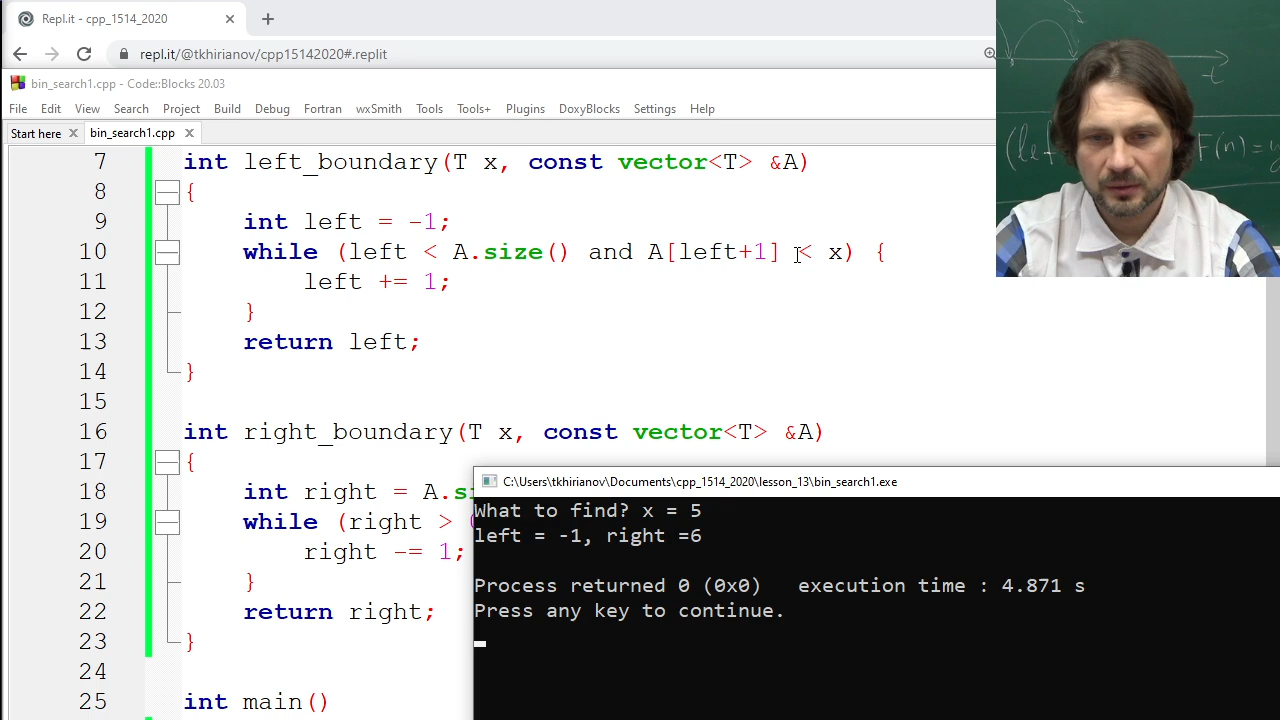 Repl.it - cpp_1514_2020
repl.it/@tkhirianov/cpp15142020#.replit
bin_search1.cpp - Code::Blocks 20.03
File Edit View Search Project Build Debug Fortran wxSmith Tools Tools+ Plugins DoxyBlocks Settings Help
Start here bin_search1.cpp
7 int left_boundary(T x, const vector<T> &A)
8 {
9 int left = -1;
10 while (left < A.size() and A[left+1] < x) {
11 left += 1;
12 }
13 return left;
14 }
15
16 int right_boundary(T x, const vector<T> &A)
17 {
18 int right = A.si
19 while (right >
20 right -= 1;
21 }
22 return right;
23 }
24
25 int main()
C:\Users\tkhirianov\Documents\cpp_1514_2020\lesson_13\bin_search1.exe
What to find? x = 5
left = -1, right =6
Process returned 0 (0x0) execution time : 4.871 s
Press any key to continue.
t
(lef
F(n)=